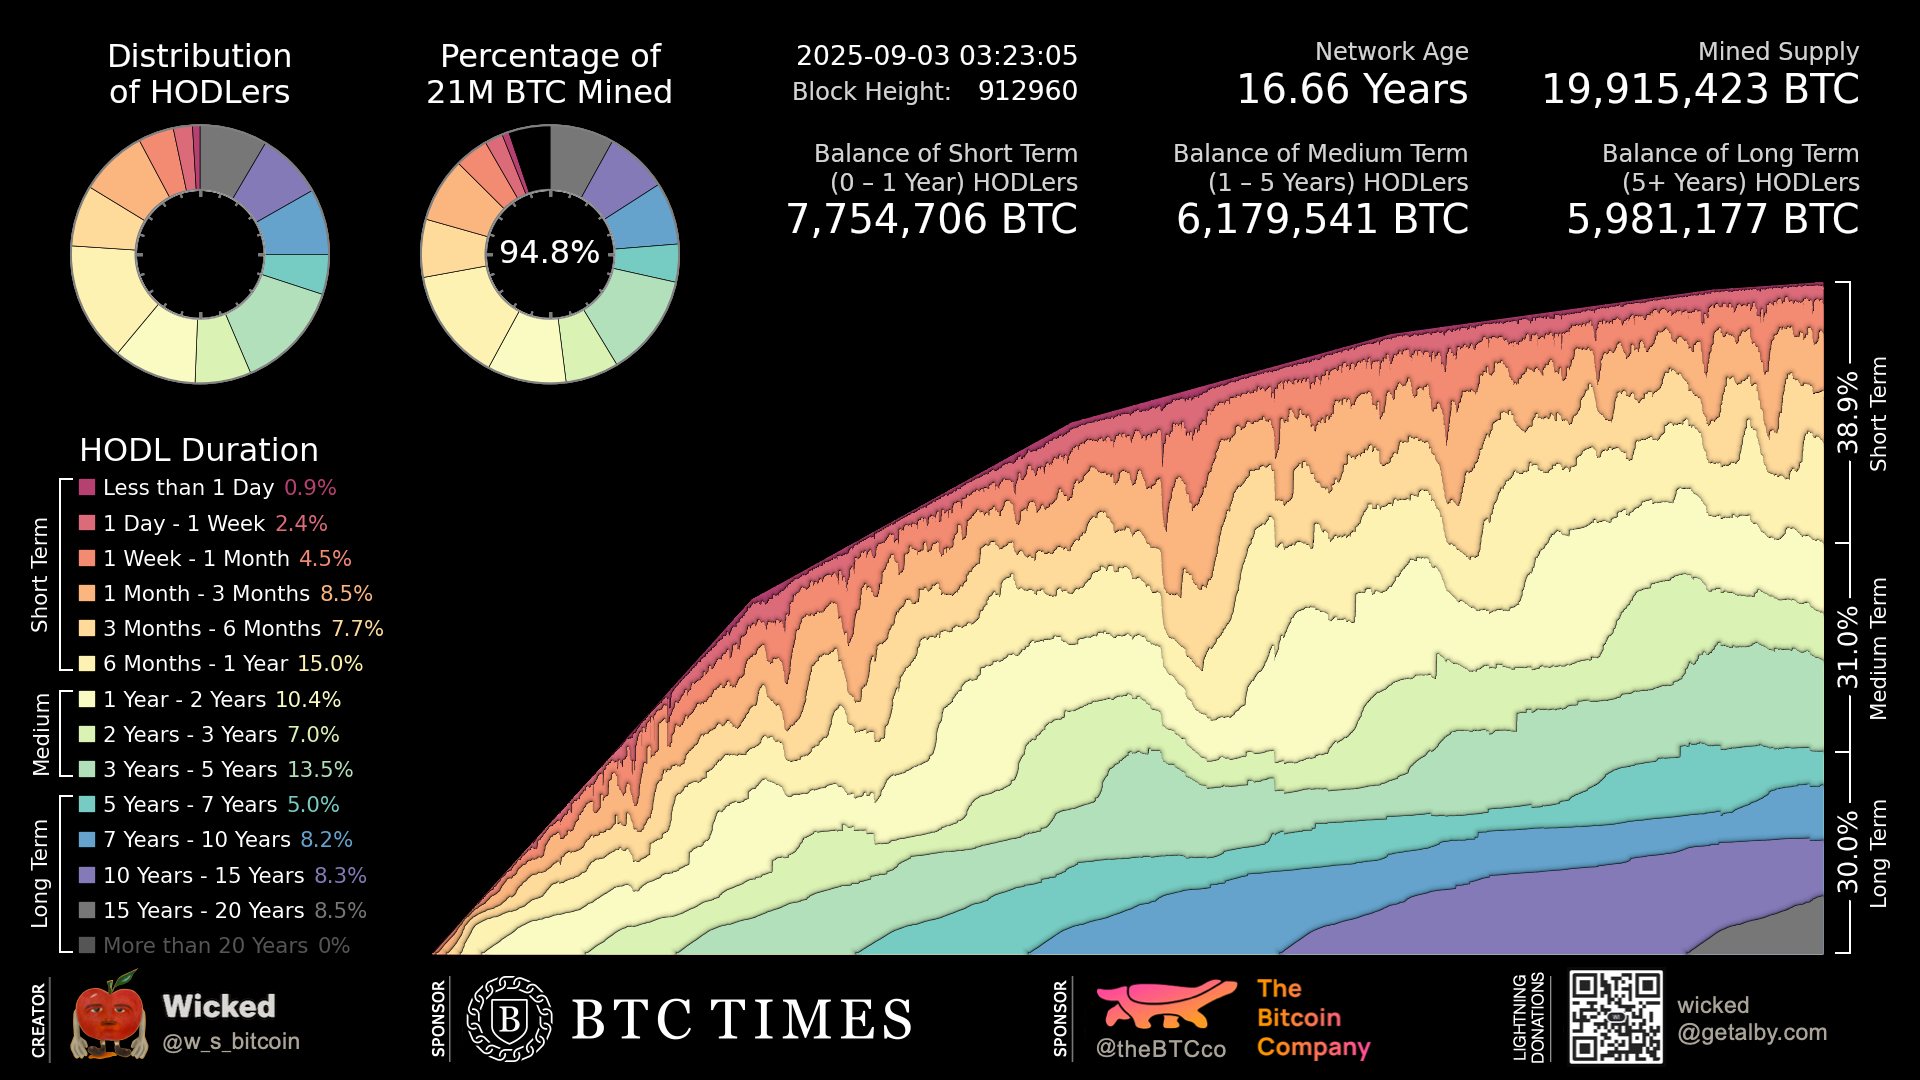 Distribution
of HODLers
Percentage of
21M BTC Mined
94.8%
2025-09-03 03:23:05
Block Height: 912960
Network Age
16.66 Years
Mined Supply
19,915,423 BTC
Balance of Short Term
(0 – 1 Year) HODLers
7,754,706 BTC
Balance of Medium Term
(1 – 5 Years) HODLers
6,179,541 BTC
Balance of Long Term
(5+ Years) HODLers
5,981,177 BTC
HODL Duration
Short Term
Less than 1 Day 0.9%
1 Day - 1 Week 2.4%
1 Week - 1 Month 4.5%
1 Month - 3 Months 8.5%
3 Months - 6 Months 7.7%
6 Months - 1 Year 15.0%
Medium
1 Year - 2 Years 10.4%
2 Years - 3 Years 7.0%
3 Years - 5 Years 13.5%
Long Term
5 Years - 7 Years 5.0%
7 Years - 10 Years 8.2%
10 Years - 15 Years 8.3%
15 Years - 20 Years 8.5%
More than 20 Years 0%
38.9%
Short Term
31.0%
Medium Term
30.0%
Long Term
CREATOR
Wicked
@w_s_bitcoin
SPONSOR
B
BTC TIMES
SPONSOR
@theBTCco
The
Bitcoin
Company
LIGHTNING
DONATIONS
wicked
@getalby.com